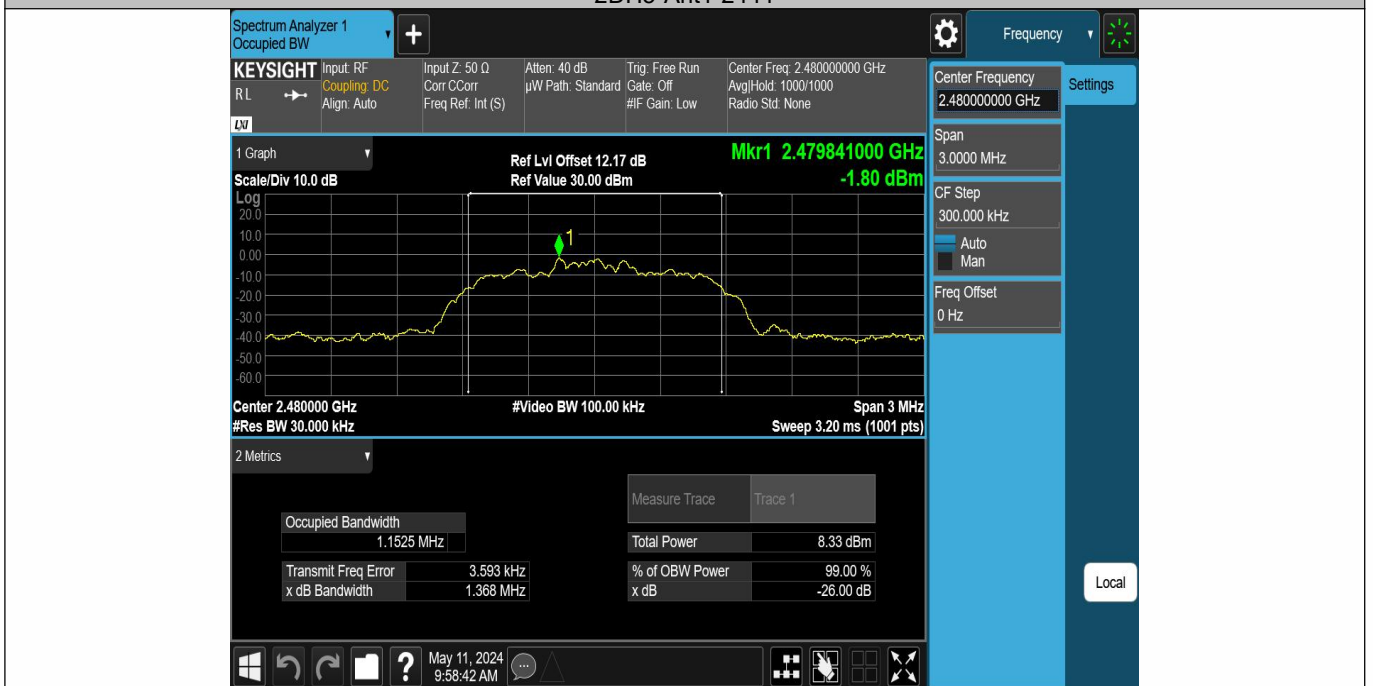 Spectrum Analyzer 1
Occupied BW
Frequency
KEYSIGHT
R L
LXI
Input: RF
Coupling: DC
Align: Auto
Input Z: 50 Ω
Corr CCorr
Freq Ref: Int (S)
Atten: 40 dB
µW Path: Standard
Trig: Free Run
Gate: Off
#IF Gain: Low
Center Freq: 2.480000000 GHz
Avg|Hold: 1000/1000
Radio Std: None
Center Frequency
2.480000000 GHz
Settings
Span
3.0000 MHz
CF Step
300.000 kHz
Auto
Man
Freq Offset
0 Hz
Local
1 Graph
Scale/Div 10.0 dB
Ref Lvl Offset 12.17 dB
Ref Value 30.00 dBm
Mkr1 2.479841000 GHz
-1.80 dBm
Log
20.0
10.0
0.00
-10.0
-20.0
-30.0
-40.0
-50.0
-60.0
1
Center 2.480000 GHz
#Video BW 100.00 kHz
Span 3 MHz
#Res BW 30.000 kHz
Sweep 3.20 ms (1001 pts)
2 Metrics
Measure Trace
Trace 1
Occupied Bandwidth
1.1525 MHz
Total Power
8.33 dBm
Transmit Freq Error
3.593 kHz
% of OBW Power
99.00 %
x dB Bandwidth
1.368 MHz
x dB
-26.00 dB
?
May 11, 2024
9:58:42 AM